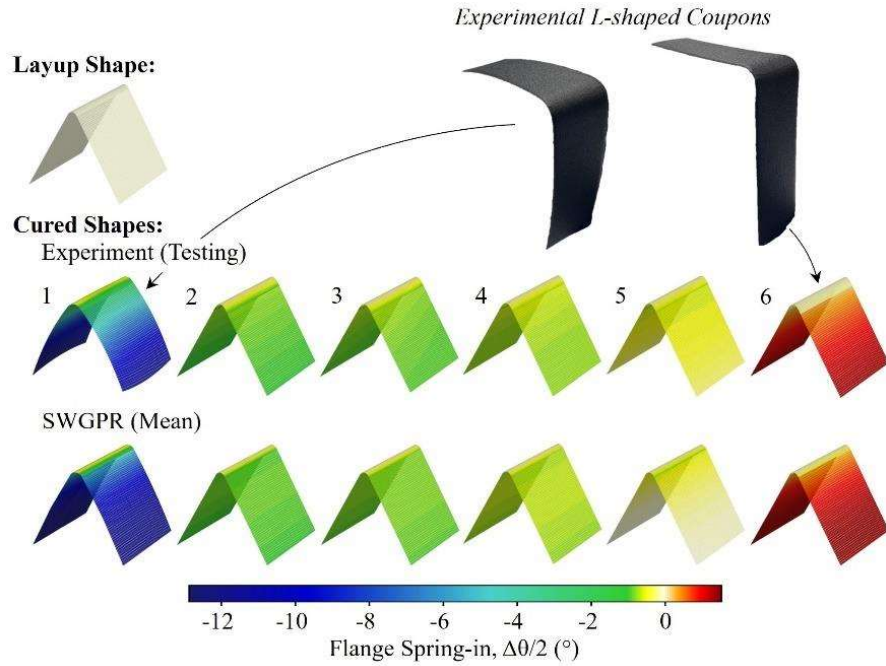 Experimental L-shaped Coupons
Layup Shape:
Cured Shapes:
Experiment (Testing)
1 2 3 4 5 6
SWGPR (Mean)
-12 -10 -8 -6 -4 -2 0
Flange Spring-in, Δθ/2 (°)